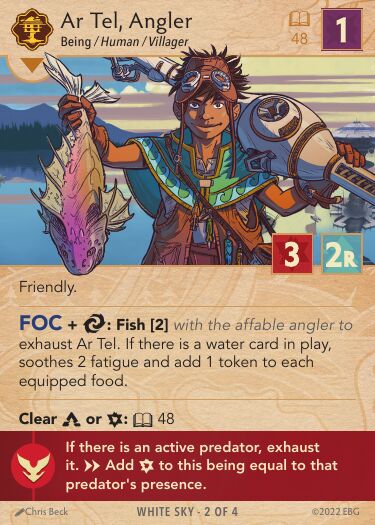 Ar Tel, Angler
Being / Human / Villager
48
1
3
2R
Friendly.
FOC + : Fish [2] with the affable angler to
exhaust Ar Tel. If there is a water card in play,
soothes 2 fatigue and add 1 token to each
equipped food.
Clear or : 48
If there is an active predator, exhaust
it. Add to this being equal to that
predator's presence.
Chris Beck
WHITE SKY - 2 OF 4
©2022 EBG